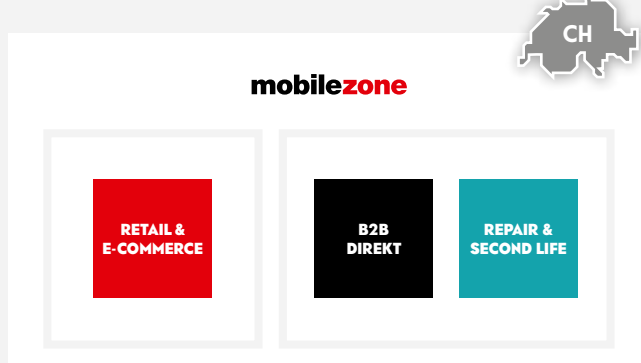 CH
mobilezone
RETAIL &
E-COMMERCE
B2B
DIREKT
REPAIR &
SECOND LIFE